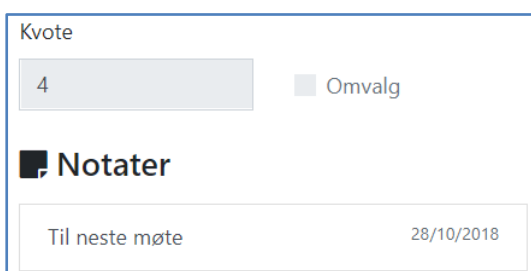 Kvote
4
Omvalg
Notater
Til neste møte
28/10/2018